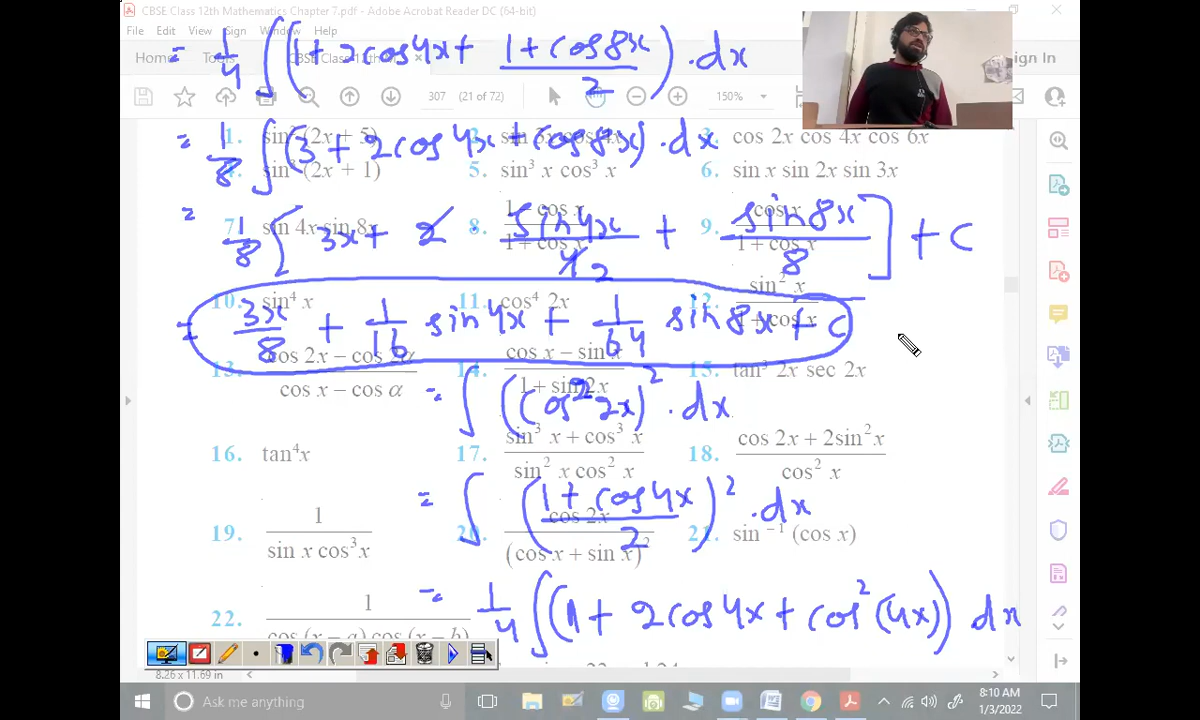 CBSE Class 12th Mathematics Chapter 7.pdf - Adobe Acrobat Reader DC (64-bit)
File Edit View Sign Window Help
Home Tools CBSE Class 12th M... × Sign In
307 (21 of 72) 150%
= 1/4 ∫(1 + 2cos4x + (1 + cos8x)/2) . dx
= 1/8 ∫(3 + 2cos4x + cos8x) . dx
= 1/8 [3x + 2 . sin4x/4 2 + sin8x/8] + C
= 3x/8 + 1/16 sin4x + 1/64 sin8x + C
= ∫(cos²2x)² . dx
= ∫((1 + cos4x)/2)² . dx
= 1/4 ∫(1 + 2cos4x + cos²(4x)) dx
1. sin² (2x + 5) 2. sin 3x cos 4x 3. cos 2x cos 4x cos 6x
4. sin³ (2x + 1) 5. sin³ x cos³ x 6. sin x sin 2x sin 3x
7. sin 4x sin 8x (1 − cos x)/(1 + cos x) 9. cos x/(1 + cos x)
10. sin⁴ x 11. cos⁴ 2x 12. sin² x/(1 + cos x)
13. (cos 2x − cos 2α)/(cos x − cos α) 14. (cos x − sin x)/(1 + sin 2x) 15. tan³ 2x sec 2x
16. tan⁴x 17. (sin³ x + cos³ x)/(sin² x cos² x) 18. (cos 2x + 2sin²x)/(cos² x)
19. 1/(sin x cos³x) 20. cos 2x/(cos x + sin x)² 21. sin⁻¹ (cos x)
22. 1/(cos (x − a) cos (x − b))
8.26 x 11.69 in
Ask me anything
8:10 AM
1/3/2022